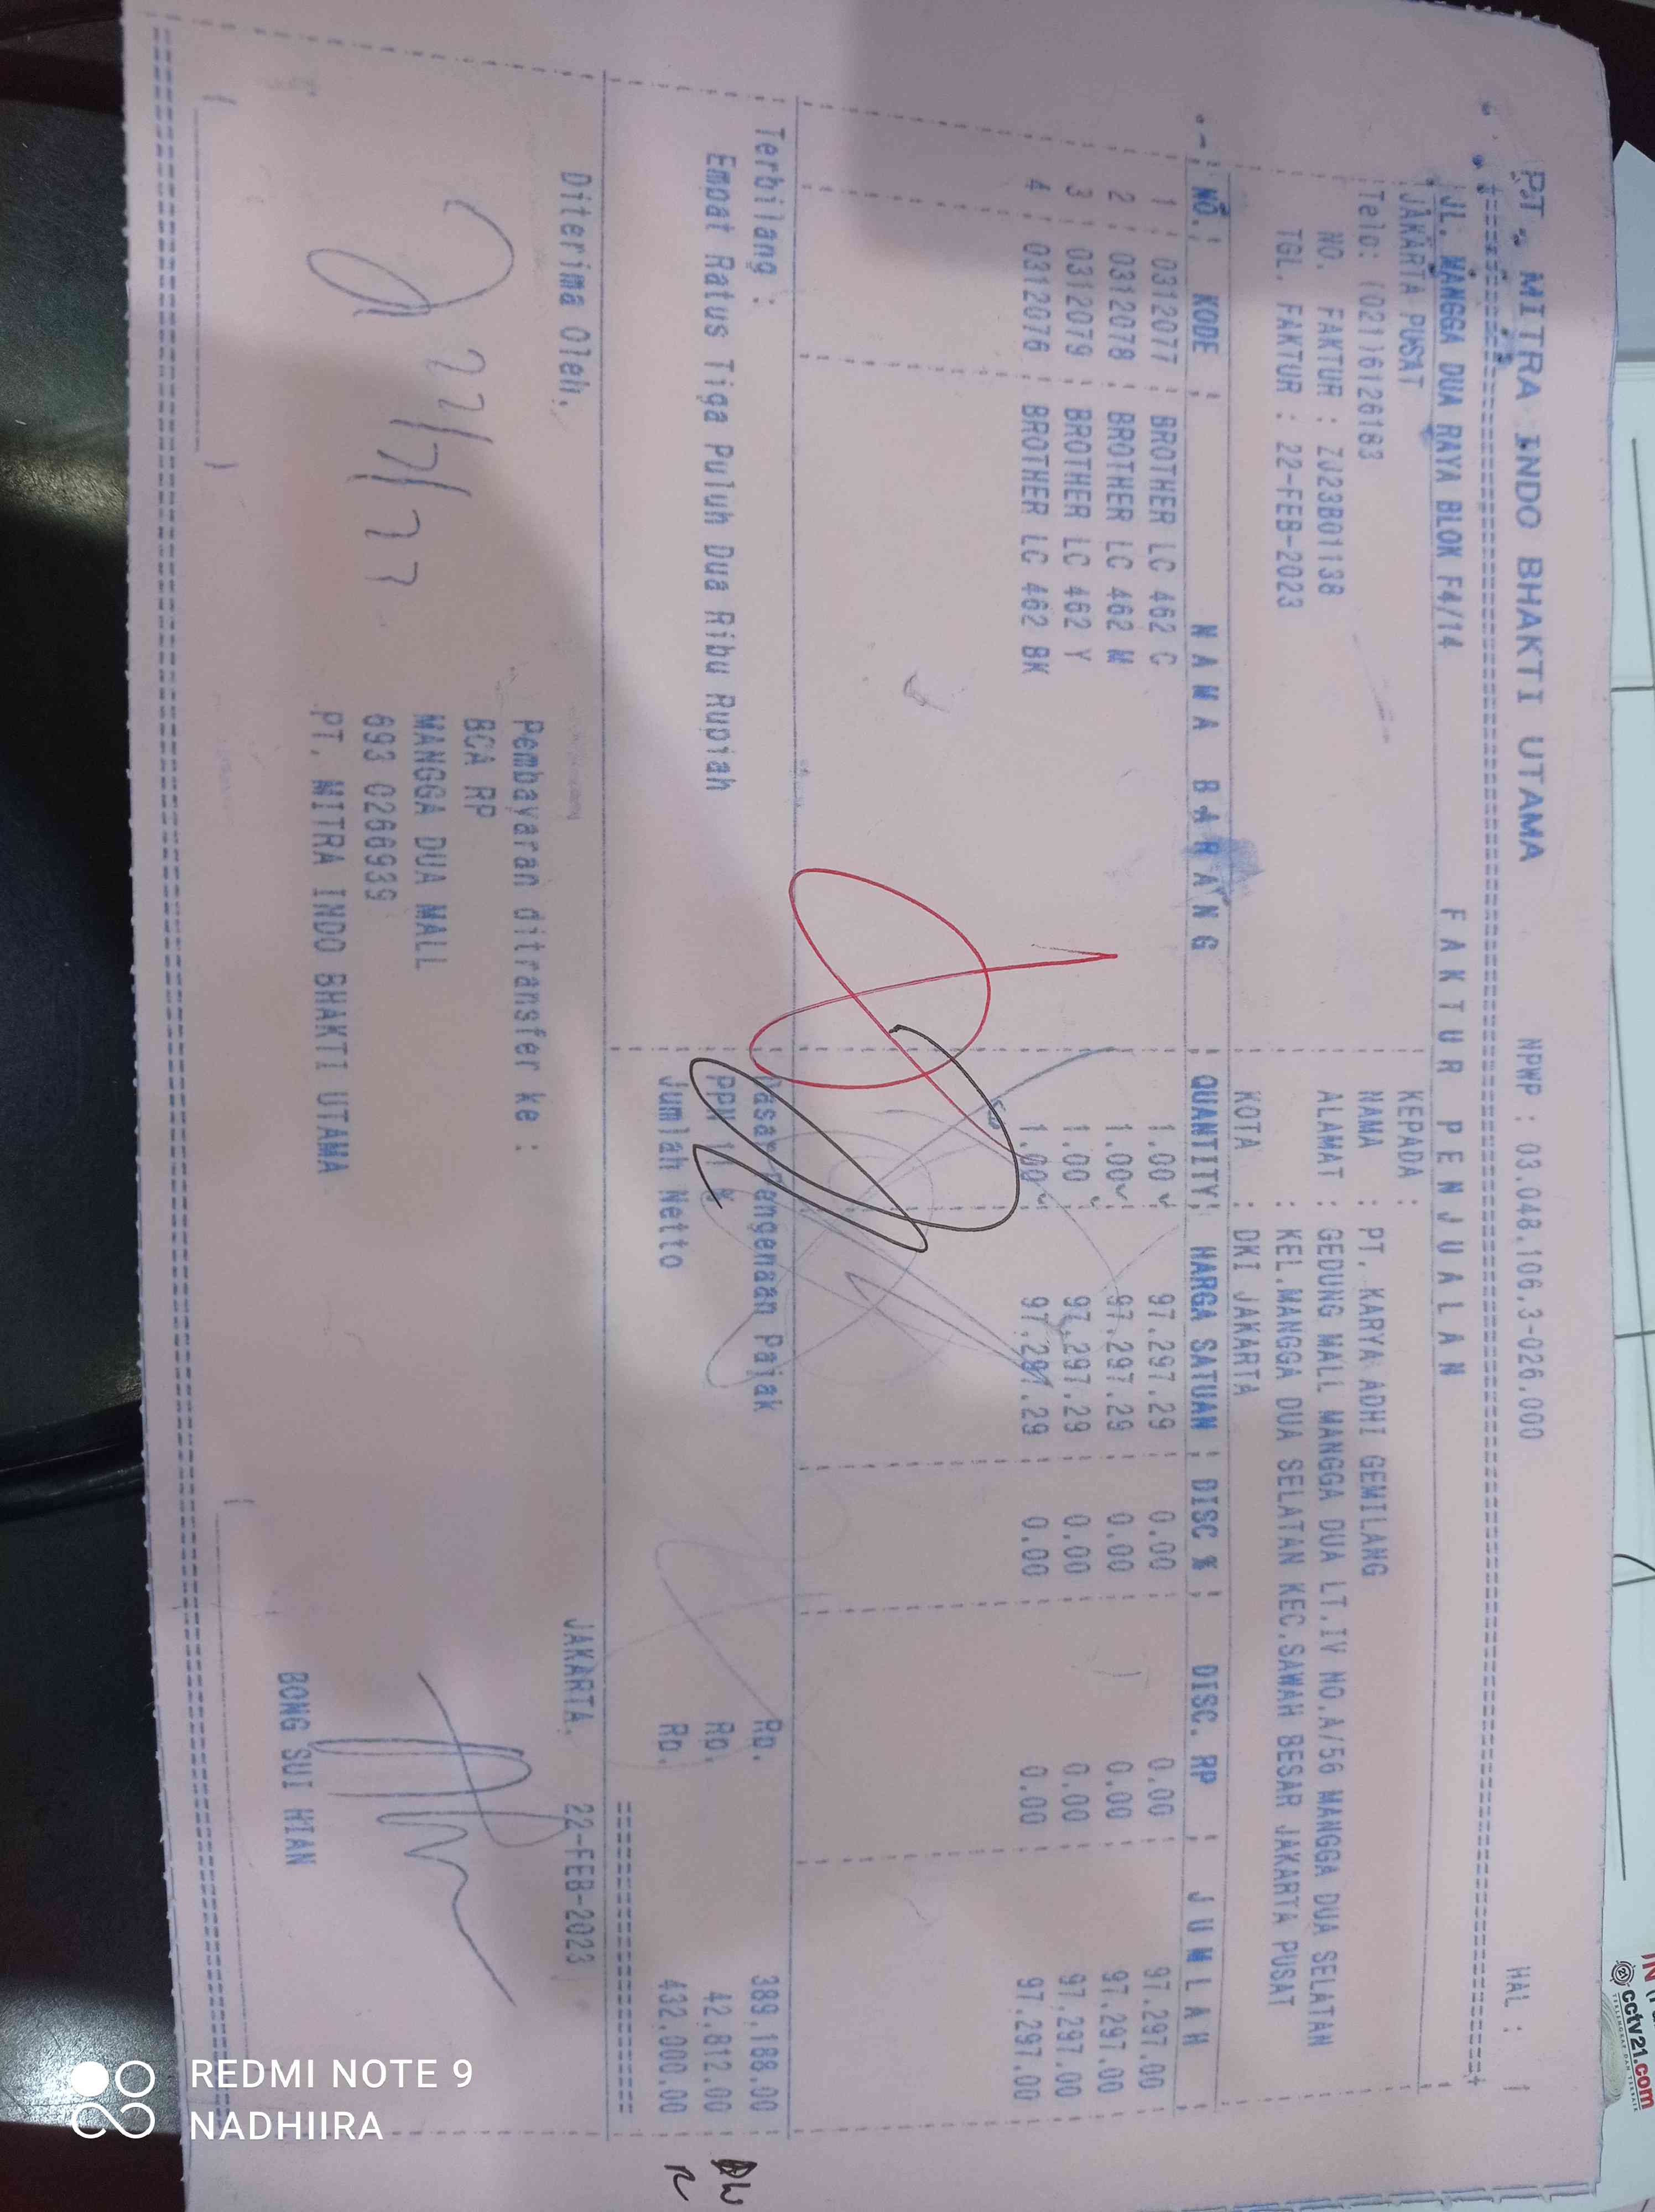 PT. MITRA INDO BHAKTI UTAMA NPWP : 03.048.106.3-026.000 HAL : 1
JL. MANGGA DUA RAYA BLOK F4/14 F A K T U R P E N J U A L A N
JAKARTA PUSAT KEPADA :
Telp: (021)6126183 NAMA : PT. KARYA ADHI GEMILANG
NO. FAKTUR : ZJ23B01138 ALAMAT : GEDUNG MALL MANGGA DUA LT.IV NO.A/56 MANGGA DUA SELATAN
TGL. FAKTUR : 22-FEB-2023 : KEL.MANGGA DUA SELATAN KEC.SAWAH BESAR JAKARTA PUSAT
KOTA : DKI JAKARTA
NO. KODE N A M A B A R A N G QUANTITY HARGA SATUAN DISC % DISC. RP J U M L A H
1 0312077 BROTHER LC 462 C 1.00 97.297.29 0.00 0.00 97.297.00
2 0312078 BROTHER LC 462 M 1.00 97.297.29 0.00 0.00 97.297.00
3 0312079 BROTHER LC 462 Y 1.00 97.297.29 0.00 0.00 97.297.00
4 0312076 BROTHER LC 462 BK 1.00 97.297.29 0.00 0.00 97.297.00
Terbilang : Dasar Pengenaan Pajak Rp. 389.188.00
Empat Ratus Tiga Puluh Dua Ribu Rupiah PPN 11 % Rp. 42.812.00
Jumlah Netto Rp. 432.000.00
Diterima Oleh, JAKARTA, 22-FEB-2023
Pembayaran ditransfer ke :
BCA RP
MANGGA DUA MALL
693 0266939
PT. MITRA INDO BHAKTI UTAMA
BONG SUI HIAN
cctv21.com
REDMI NOTE 9
NADHIIRA